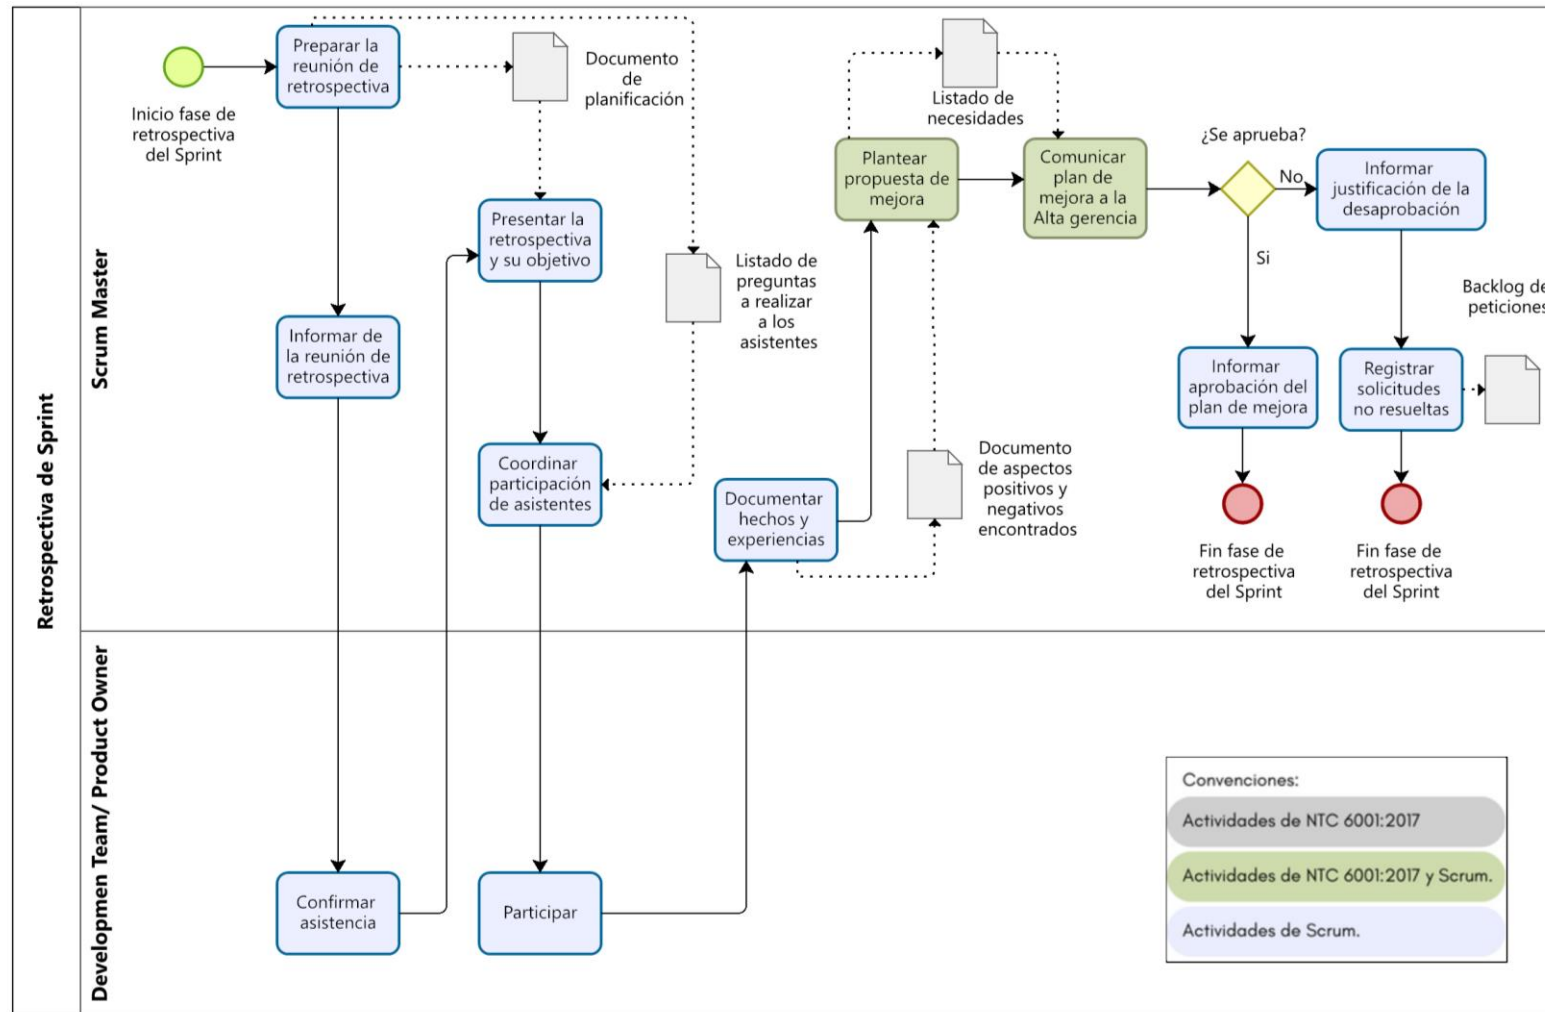 Retrospectiva de Sprint
Scrum Master
Inicio fase de
retrospectiva
del Sprint
Preparar la
reunión de
retrospectiva
Documento
de
planificación
Informar de
la reunión de
retrospectiva
Presentar la
retrospectiva
y su objetivo
Listado de
preguntas
a realizar
a los
asistentes
Coordinar
participación
de asistentes
Documentar
hechos y
experiencias
Documento
de aspectos
positivos y
negativos
encontrados
Plantear
propuesta de
mejora
Listado de
necesidades
Comunicar
plan de
mejora a la
Alta gerencia
¿Se aprueba?
No
Si
Informar
justificación de la
desaprobación
Informar
aprobación del
plan de mejora
Registrar
solicitudes
no resueltas
Backlog de
peticiones
Fin fase de
retrospectiva
del Sprint
Fin fase de
retrospectiva
del Sprint
Developmen Team/ Product Owner
Confirmar
asistencia
Participar
Convenciones:
Actividades de NTC 6001:2017
Actividades de NTC 6001:2017 y Scrum.
Actividades de Scrum.